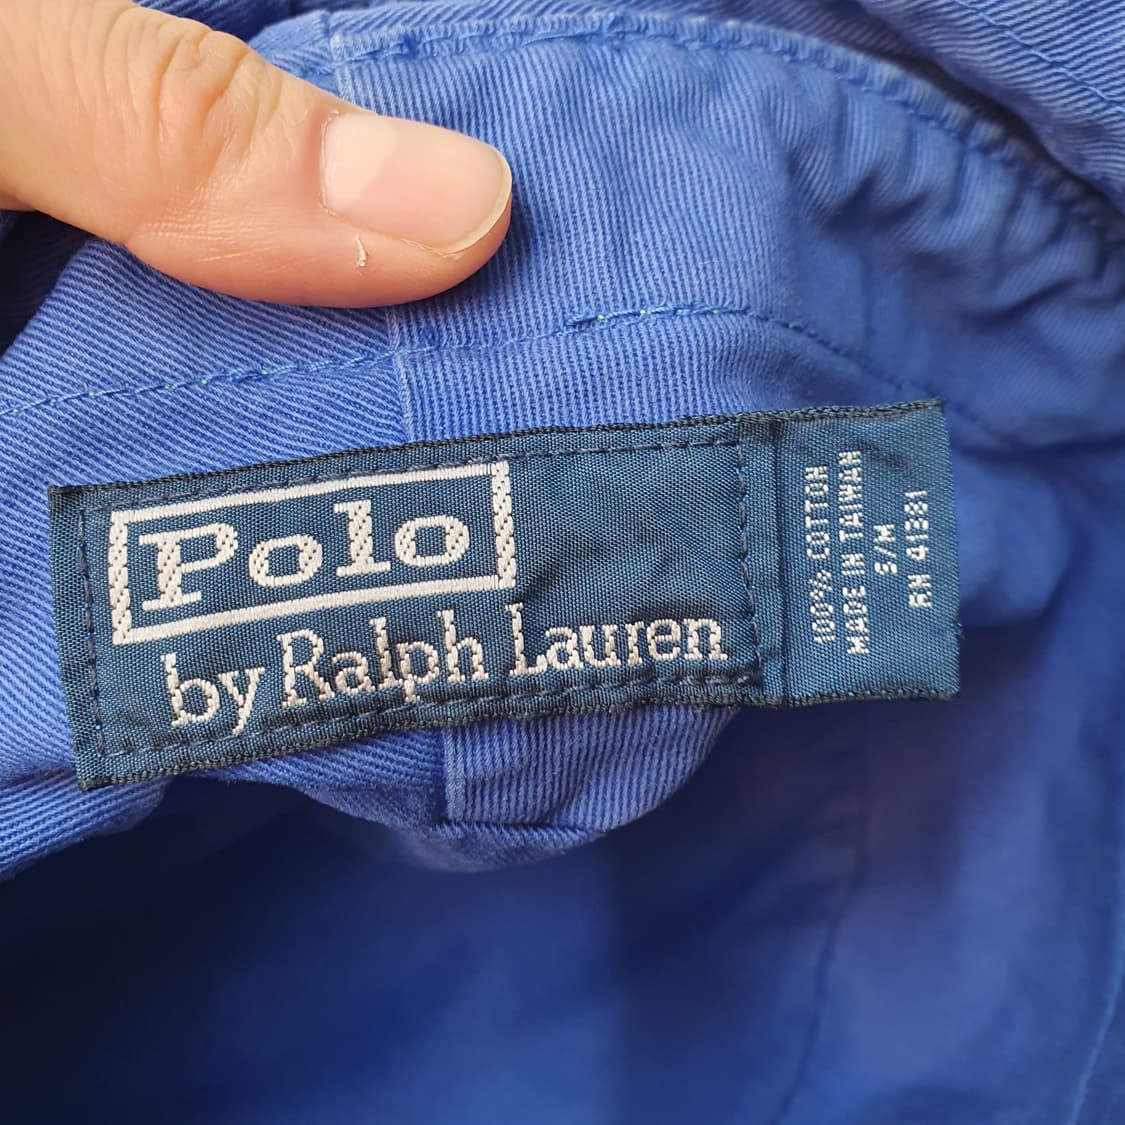 Polo
by Ralph Lauren
100% COTTON
MADE IN TAIWAN
S/M
RN 41381